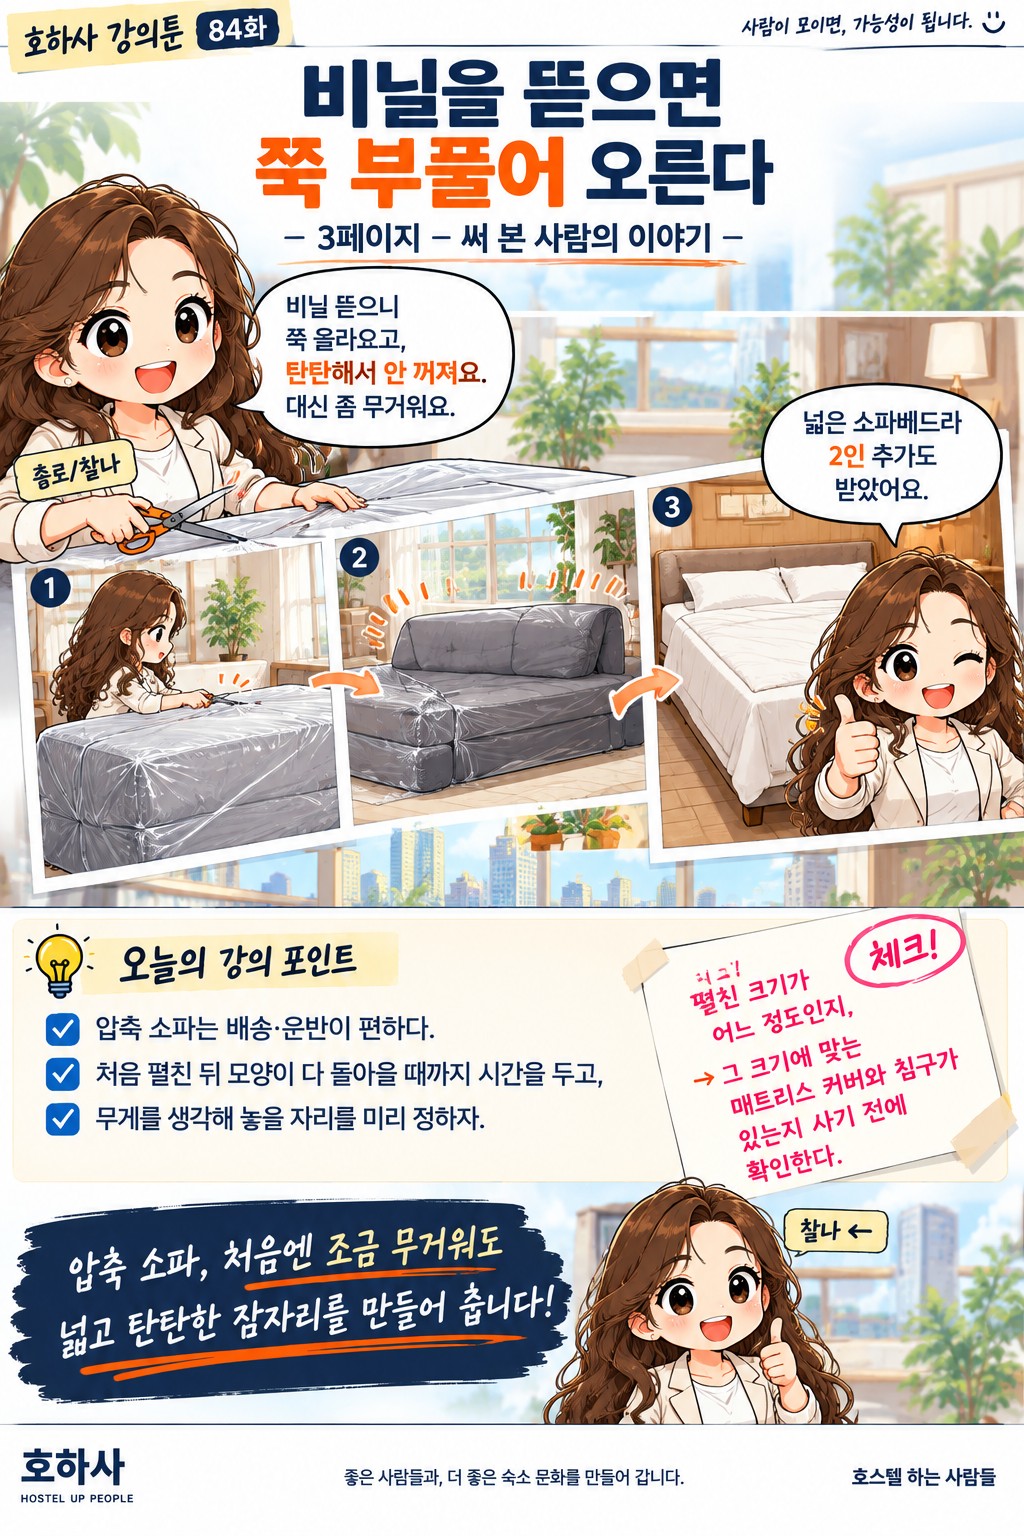 호하사 강의툰 84화
사람이 모이면, 가능성이 됩니다.
비닐을 뜯으면
쭉 부풀어 오른다
– 3페이지 – 써 본 사람의 이야기 –
비닐 뜯으니
쭉 올라요고,
탄탄해서 안 꺼져요.
대신 좀 무거워요.
넓은 소파베드라
2인 추가도
받았어요.
총로/찰나
1
2
3
오늘의 강의 포인트
압축 소파는 배송·운반이 편하다.
처음 펼친 뒤 모양이 다 돌아올 때까지 시간을 두고,
무게를 생각해 놓을 자리를 미리 정하자.
체크!
펼친 크기가
어느 정도인지,
→ 그 크기에 맞는
매트리스 커버와 침구가
있는지 사기 전에
확인한다.
압축 소파, 처음엔 조금 무거워도
넓고 탄탄한 잠자리를 만들어 줍니다!
찰나 ←
호하사
HOSTEL UP PEOPLE
좋은 사람들과, 더 좋은 숙소 문화를 만들어 갑니다.
호스텔 하는 사람들